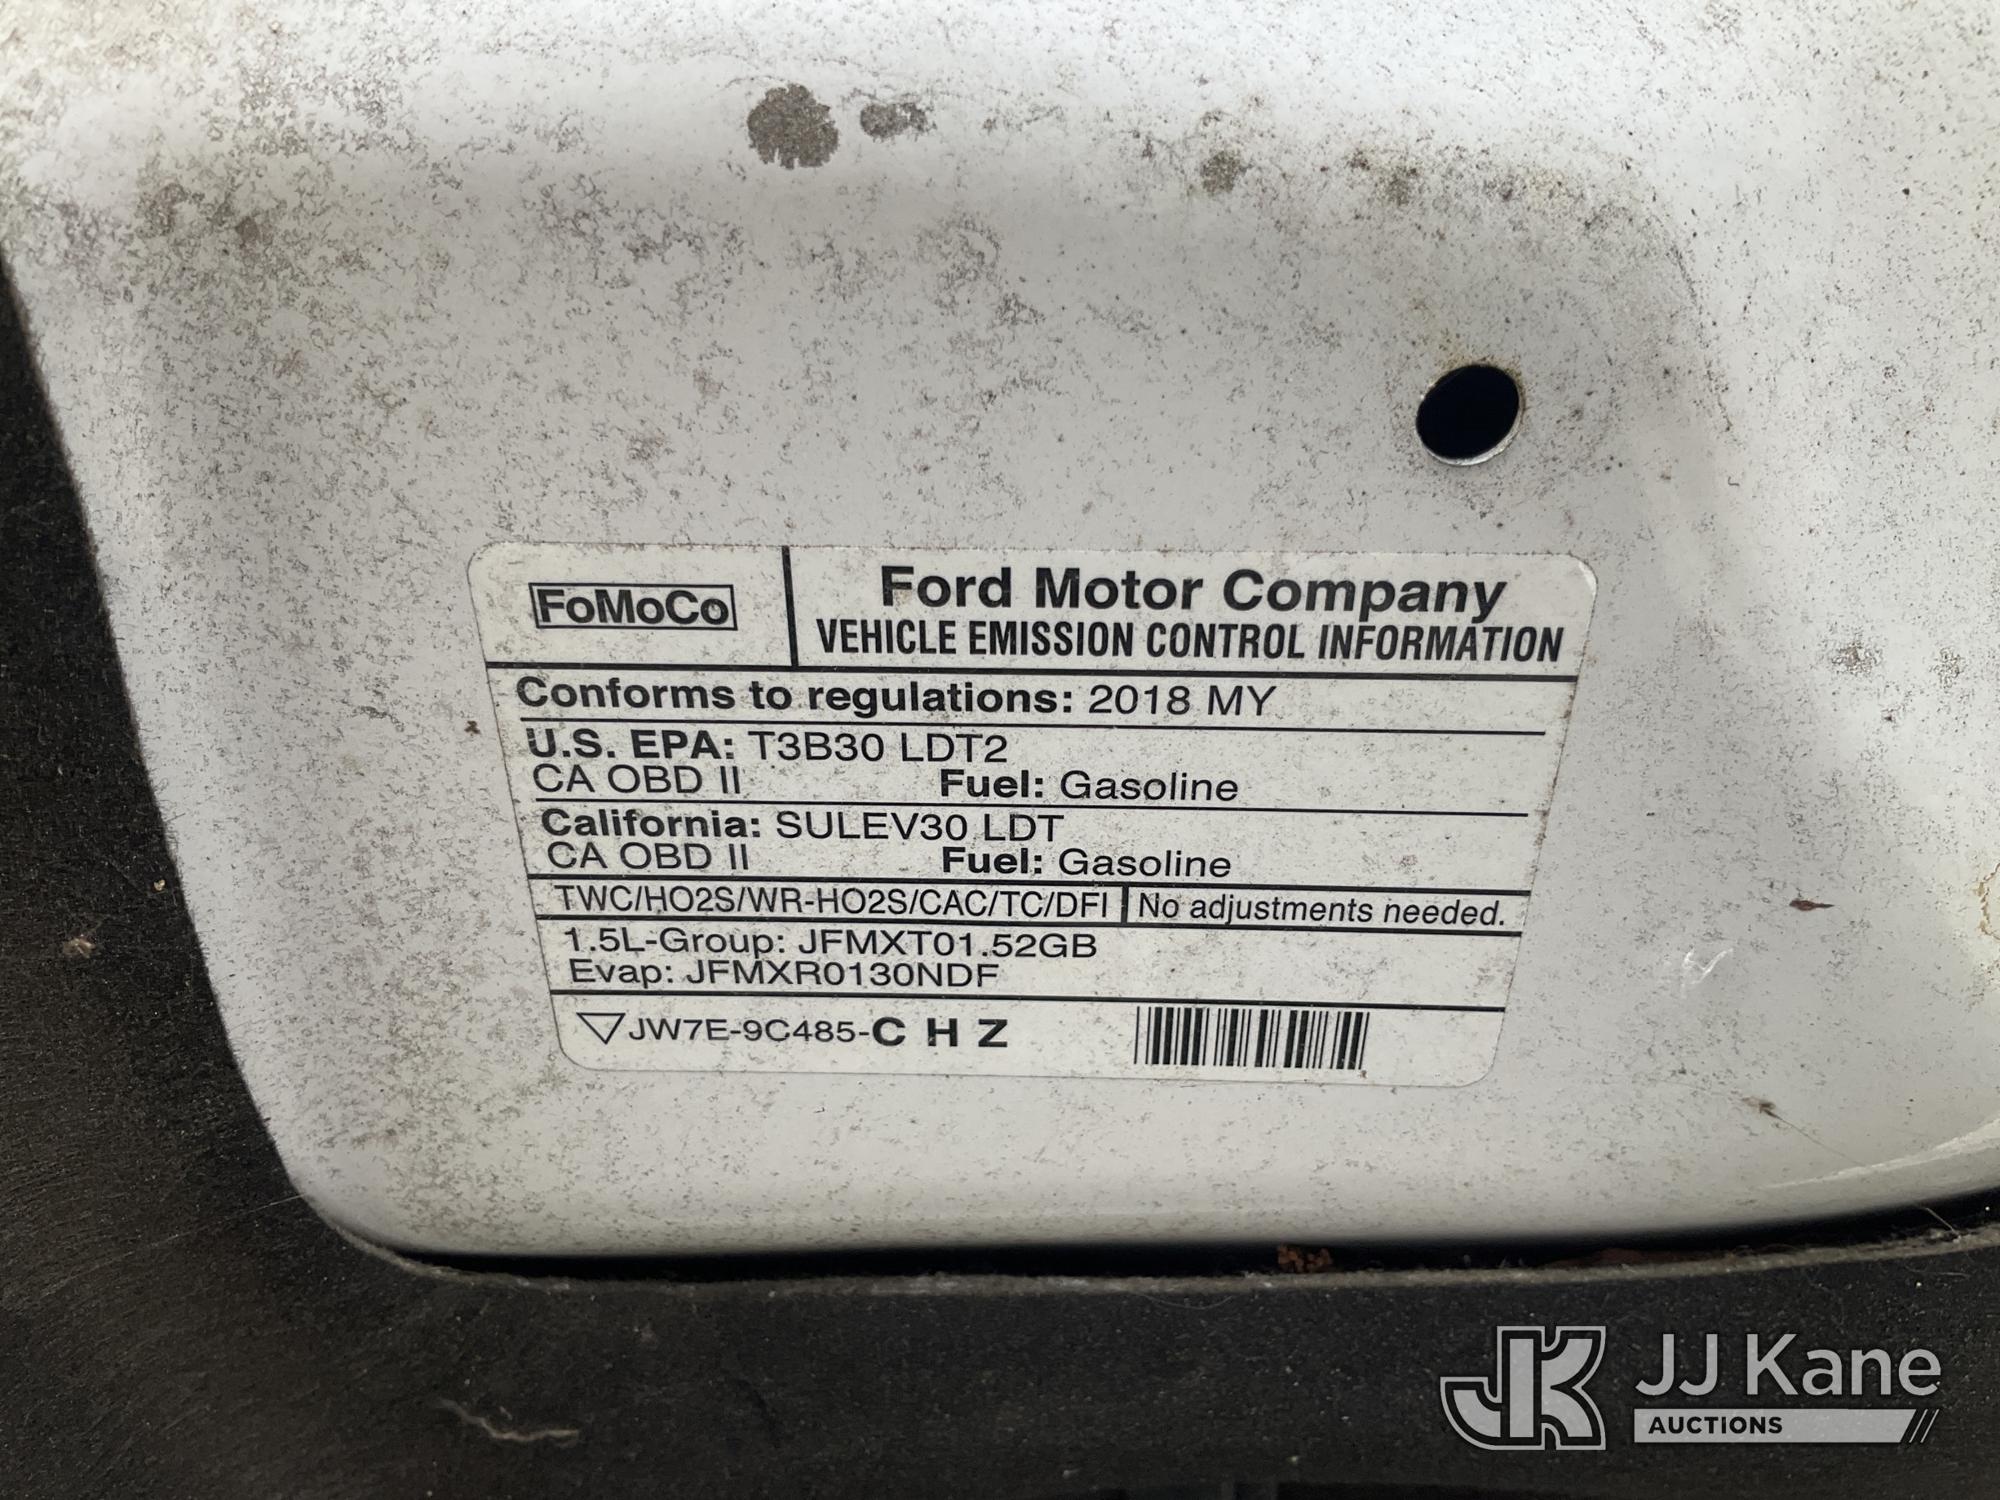 FoMoCo
Ford Motor Company
VEHICLE EMISSION CONTROL INFORMATION
Conforms to regulations: 2018 MY
U.S. EPA: T3B30 LDT2
CA OBD II Fuel: Gasoline
California: SULEV30 LDT
CA OBD II Fuel: Gasoline
TWC/HO2S/WR-HO2S/CAC/TC/DFI No adjustments needed.
1.5L-Group: JFMXT01.52GB
Evap: JFMXR0130NDF
JW7E-9C485-C H Z
JK JJ Kane
AUCTIONS